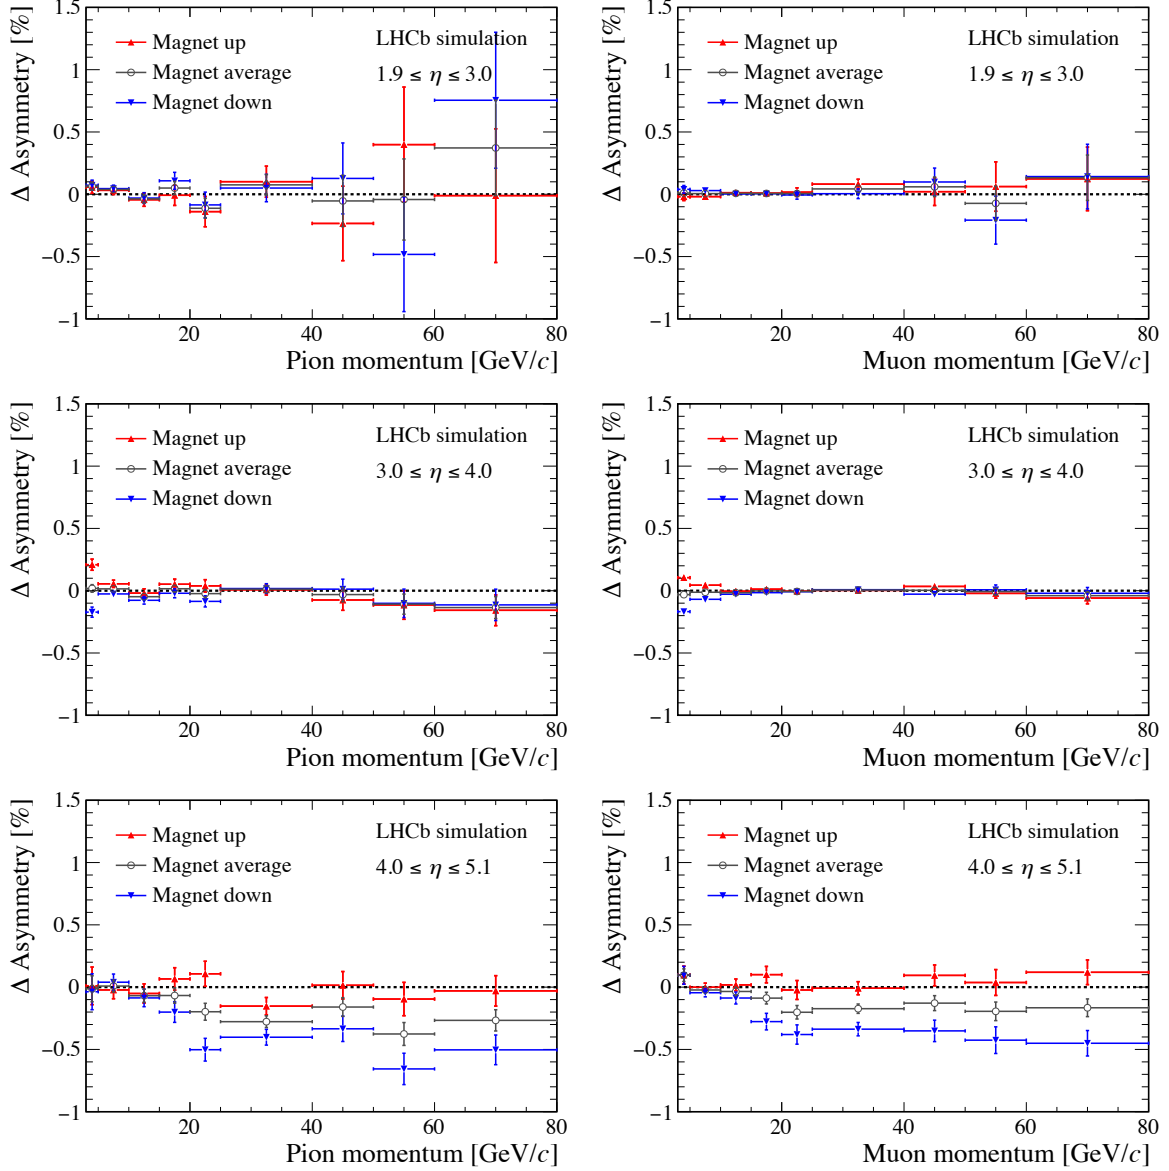 Δ Asymmetry [%]
1.5
1
0.5
0
−0.5
−1
Magnet up
Magnet average
Magnet down
LHCb simulation
1.9 ≤ η ≤ 3.0
20 40 60 80
Pion momentum [GeV/c]
Δ Asymmetry [%]
1.5
1
0.5
0
−0.5
−1
Magnet up
Magnet average
Magnet down
LHCb simulation
1.9 ≤ η ≤ 3.0
20 40 60 80
Muon momentum [GeV/c]
Δ Asymmetry [%]
1.5
1
0.5
0
−0.5
−1
Magnet up
Magnet average
Magnet down
LHCb simulation
3.0 ≤ η ≤ 4.0
20 40 60 80
Pion momentum [GeV/c]
Δ Asymmetry [%]
1.5
1
0.5
0
−0.5
−1
Magnet up
Magnet average
Magnet down
LHCb simulation
3.0 ≤ η ≤ 4.0
20 40 60 80
Muon momentum [GeV/c]
Δ Asymmetry [%]
1.5
1
0.5
0
−0.5
−1
Magnet up
Magnet average
Magnet down
LHCb simulation
4.0 ≤ η ≤ 5.1
20 40 60 80
Pion momentum [GeV/c]
Δ Asymmetry [%]
1.5
1
0.5
0
−0.5
−1
Magnet up
Magnet average
Magnet down
LHCb simulation
4.0 ≤ η ≤ 5.1
20 40 60 80
Muon momentum [GeV/c]